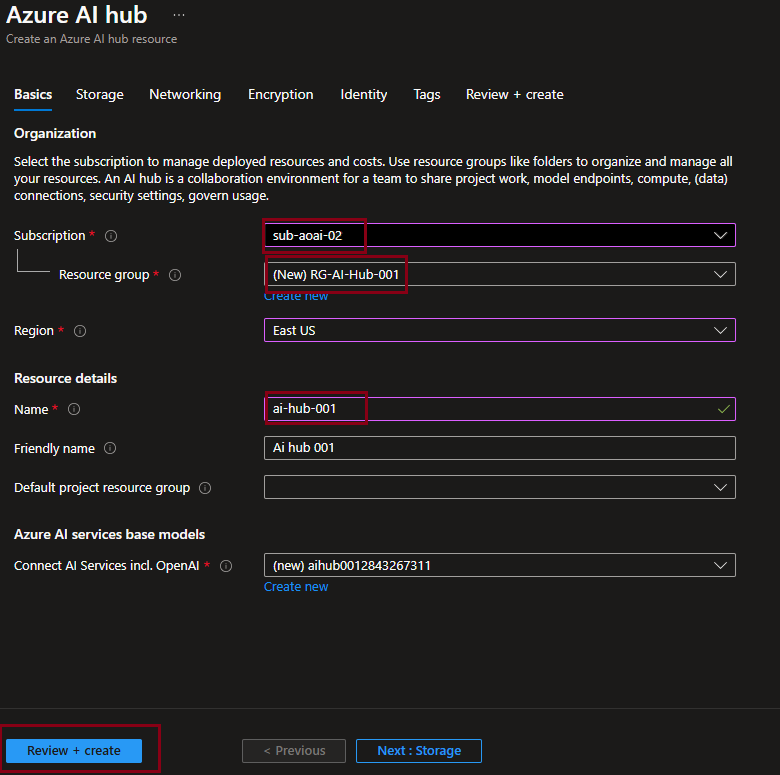 Azure AI hub ...
Create an Azure AI hub resource
Basics Storage Networking Encryption Identity Tags Review + create
Organization
Select the subscription to manage deployed resources and costs. Use resource groups like folders to organize and manage all
your resources. An AI hub is a collaboration environment for a team to share project work, model endpoints, compute, (data)
connections, security settings, govern usage.
Subscription * sub-aoai-02
Resource group * (New) RG-AI-Hub-001
Create new
Region * East US
Resource details
Name * ai-hub-001
Friendly name Ai hub 001
Default project resource group
Azure AI services base models
Connect AI Services incl. OpenAI * (new) aihub0012843267311
Create new
Review + create < Previous Next : Storage